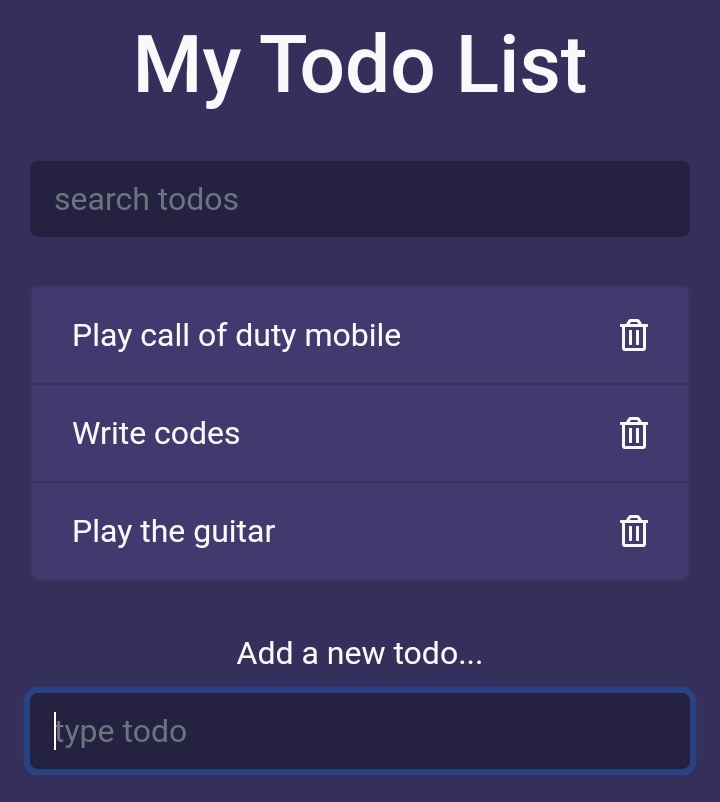 My Todo List
search todos
Play call of duty mobile
Write codes
Play the guitar
Add a new todo...
type todo